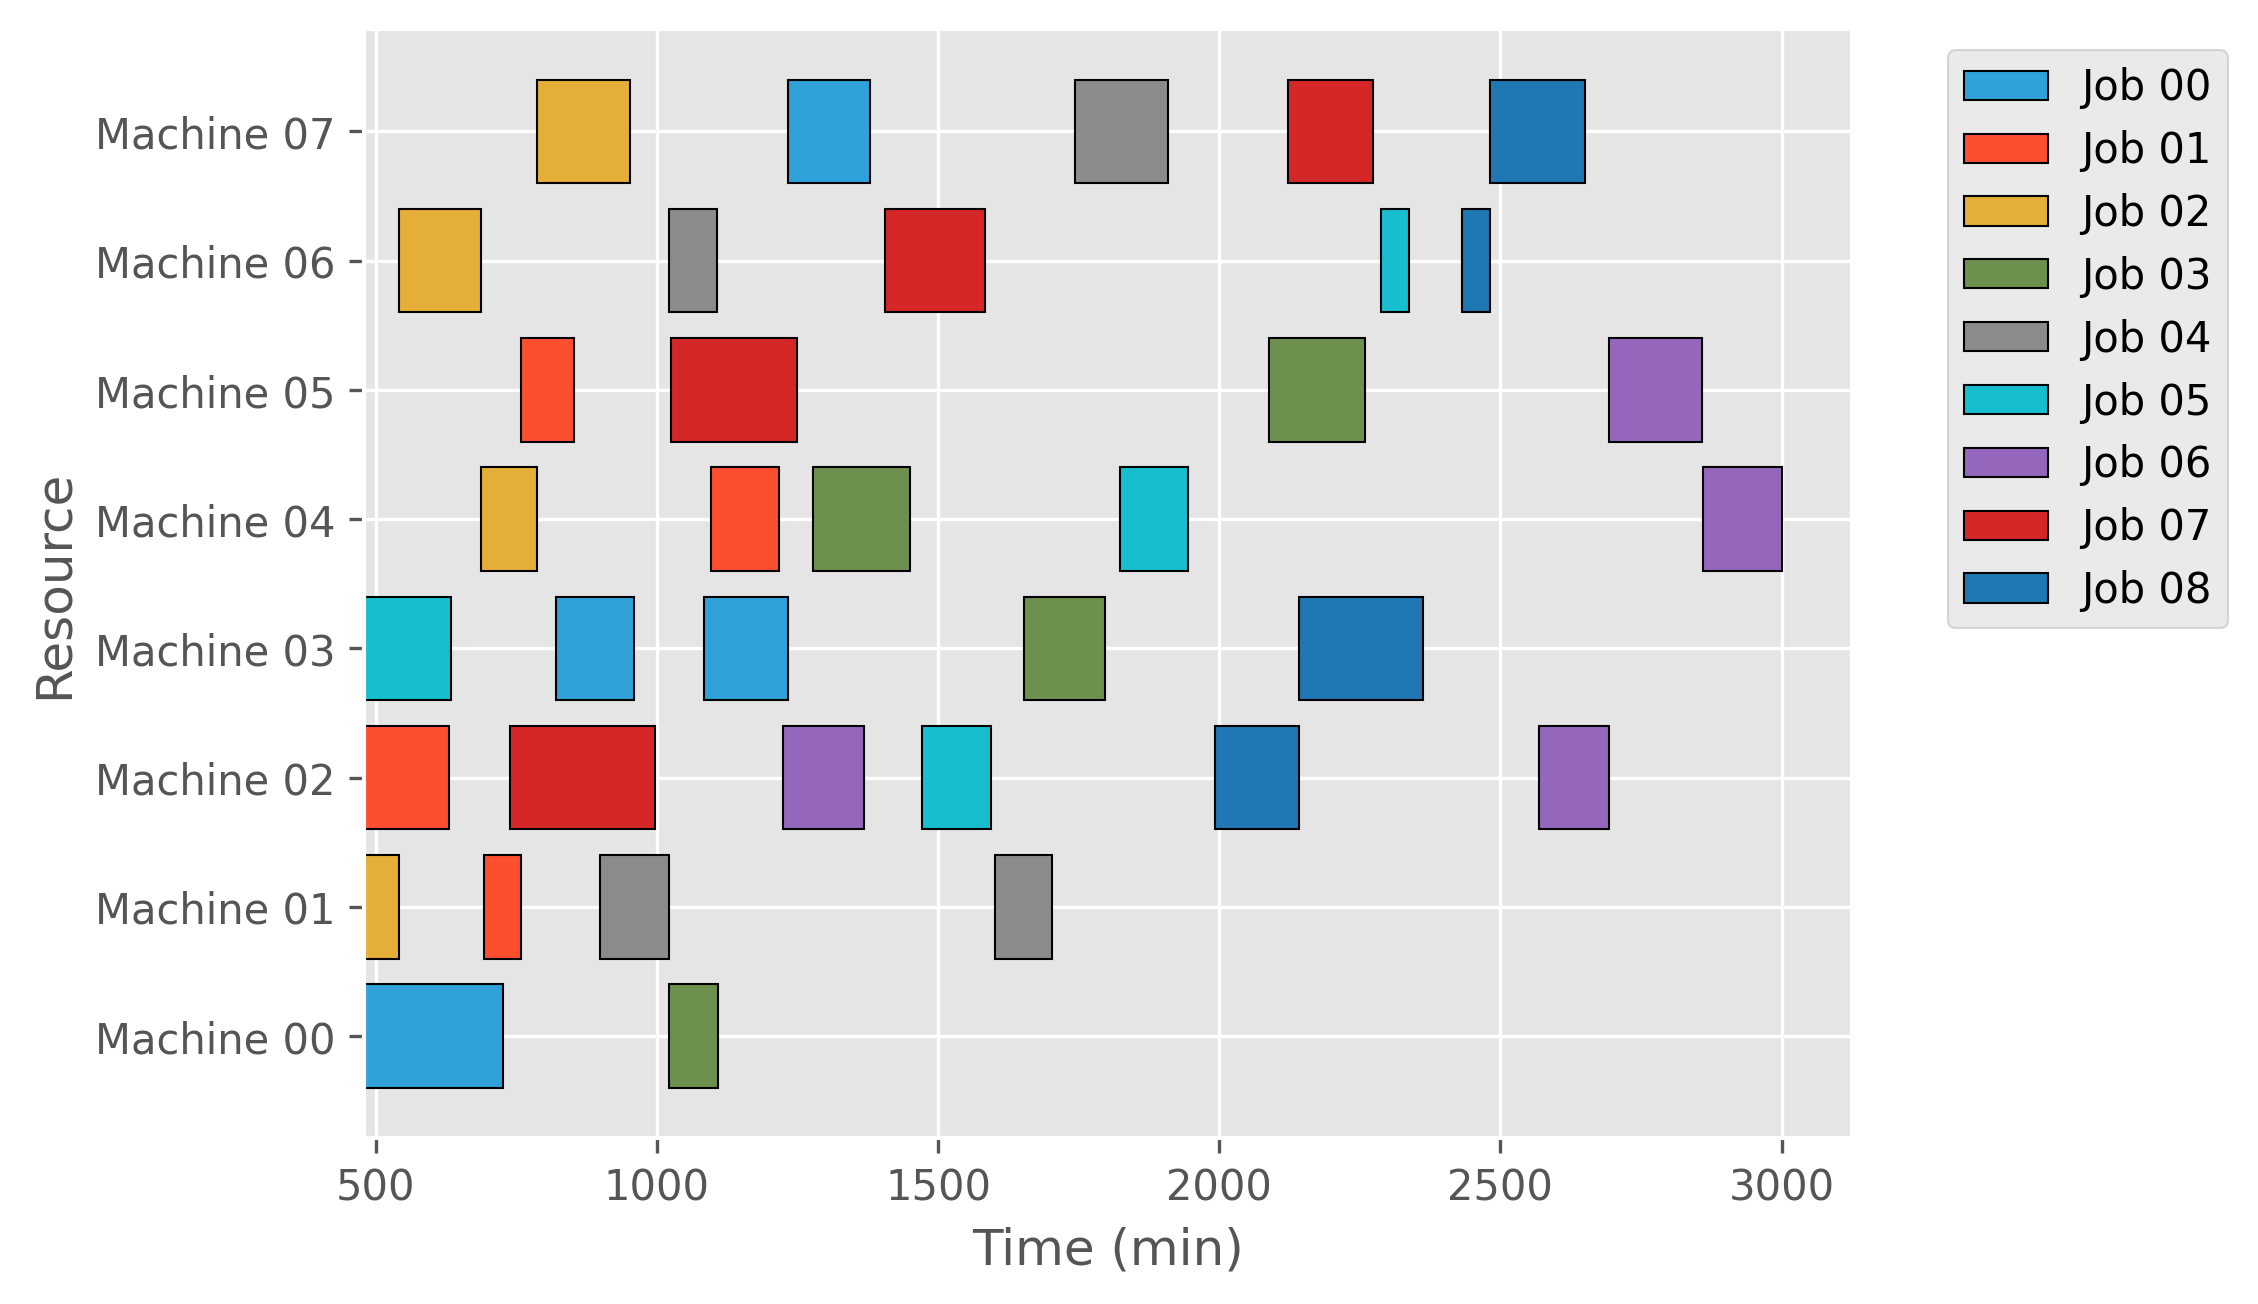 Machine 07
Machine 06
Machine 05
Machine 04
Machine 03
Machine 02
Machine 01
Machine 00
Resource
500 1000 1500 2000 2500 3000
Time (min)
Job 00
Job 01
Job 02
Job 03
Job 04
Job 05
Job 06
Job 07
Job 08